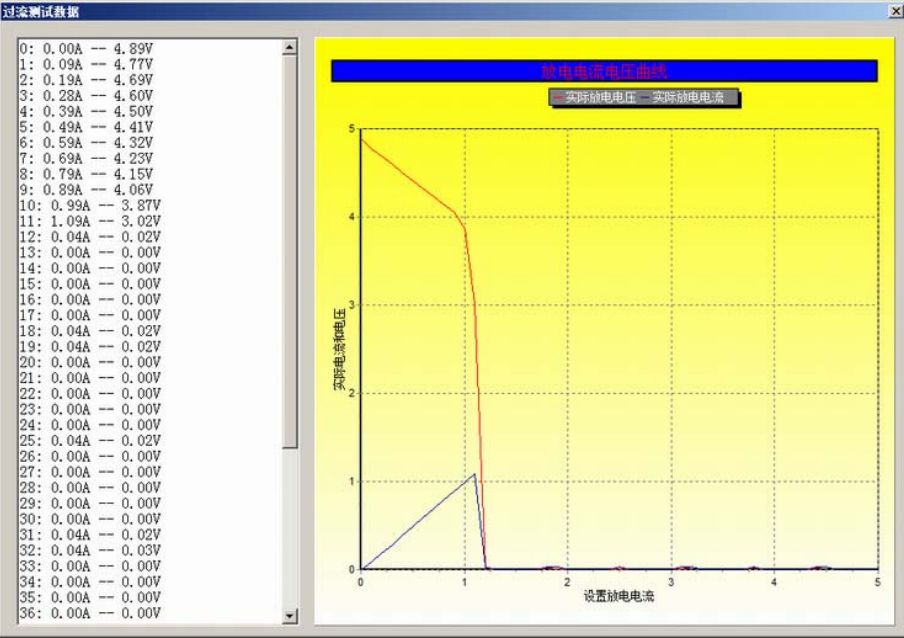 过流测试数据
0: 0.00A -- 4.89V
1: 0.09A -- 4.77V
2: 0.19A -- 4.69V
3: 0.28A -- 4.60V
4: 0.39A -- 4.50V
5: 0.49A -- 4.41V
6: 0.59A -- 4.32V
7: 0.69A -- 4.23V
8: 0.79A -- 4.15V
9: 0.89A -- 4.06V
10: 0.99A -- 3.87V
11: 1.09A -- 3.02V
12: 0.04A -- 0.02V
13: 0.00A -- 0.00V
14: 0.00A -- 0.00V
15: 0.00A -- 0.00V
16: 0.00A -- 0.00V
17: 0.00A -- 0.00V
18: 0.04A -- 0.02V
19: 0.04A -- 0.02V
20: 0.00A -- 0.00V
21: 0.00A -- 0.00V
22: 0.00A -- 0.00V
23: 0.00A -- 0.00V
24: 0.00A -- 0.00V
25: 0.04A -- 0.02V
26: 0.00A -- 0.00V
27: 0.00A -- 0.00V
28: 0.00A -- 0.00V
29: 0.00A -- 0.00V
30: 0.00A -- 0.00V
31: 0.04A -- 0.02V
32: 0.04A -- 0.03V
33: 0.00A -- 0.00V
34: 0.00A -- 0.00V
35: 0.00A -- 0.00V
36: 0.00A -- 0.00V
放电电流电压曲线
实际放电电压 实际放电电流
5
4
3
2
1
0
实际电流和电压
0 1 2 3 4 5
设置放电电流